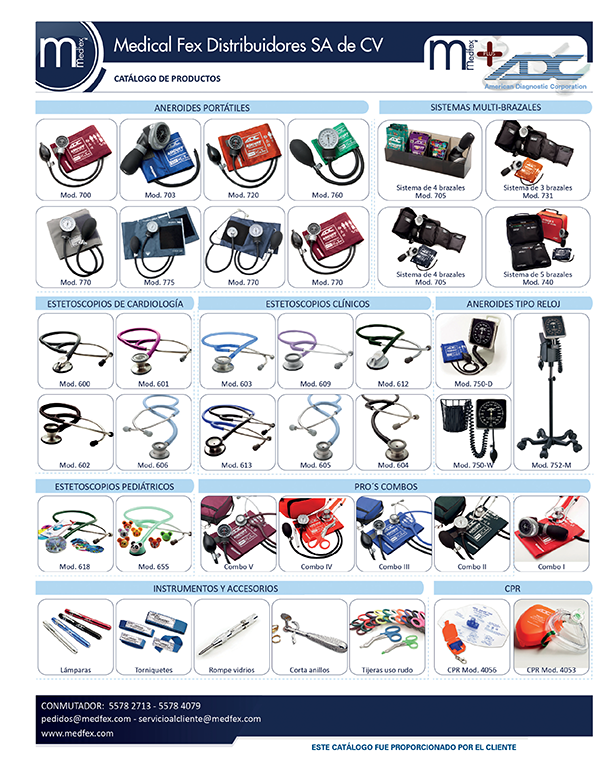 m
Medfex
Medical Fex Distribuidores SA de CV
CATÁLOGO DE PRODUCTOS
m
Medfex
PLUS
ADC
American Diagnostic Corporation
ANEROIDES PORTÁTILES
Mod. 700
Mod. 703
Mod. 720
Mod. 760
Mod. 770
Mod. 775
Mod. 770
Mod. 770
SISTEMAS MULTI-BRAZALES
Sistema de 4 brazales
Mod. 705
Sistema de 3 brazales
Mod. 731
Sistema de 4 brazales
Mod. 705
Sistema de 5 brazales
Mod. 740
ESTETOSCOPIOS DE CARDIOLOGÍA
Mod. 600
Mod. 601
Mod. 602
Mod. 606
ESTETOSCOPIOS CLÍNICOS
Mod. 603
Mod. 609
Mod. 612
Mod. 613
Mod. 605
Mod. 604
ANEROIDES TIPO RELOJ
Mod. 750-D
Mod. 750-W
Mod. 752-M
ESTETOSCOPIOS PEDIÁTRICOS
Mod. 618
Mod. 655
PRO´S COMBOS
Combo V
Combo IV
Combo III
Combo II
Combo I
INSTRUMENTOS Y ACCESORIOS
Lámparas
Torniquetes
Rompe vidrios
Corta anillos
Tijeras uso rudo
CPR
CPR Mod. 4056
CPR Mod. 4053
CONMUTADOR: 5578 2713 - 5578 4079
pedidos@medfex.com - servicioalcliente@medfex.com
www.medfex.com
ESTE CATÁLOGO FUE PROPORCIONADO POR EL CLIENTE